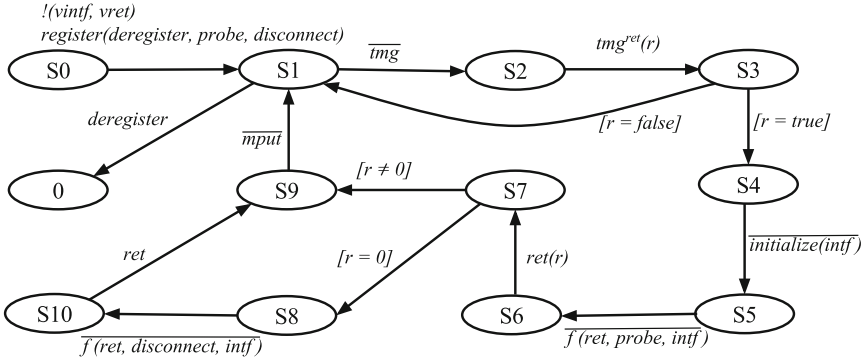 !(vintf, vret)
register(deregister, probe, disconnect)
S0
S1
tmg
S2
tmg^ret(r)
S3
deregister
mput
[r = false]
[r = true]
0
S9
[r ≠ 0]
S7
S4
ret
[r = 0]
ret(r)
initialize(intf)
S10
S8
S6
S5
f (ret, disconnect, intf)
f (ret, probe, intf)